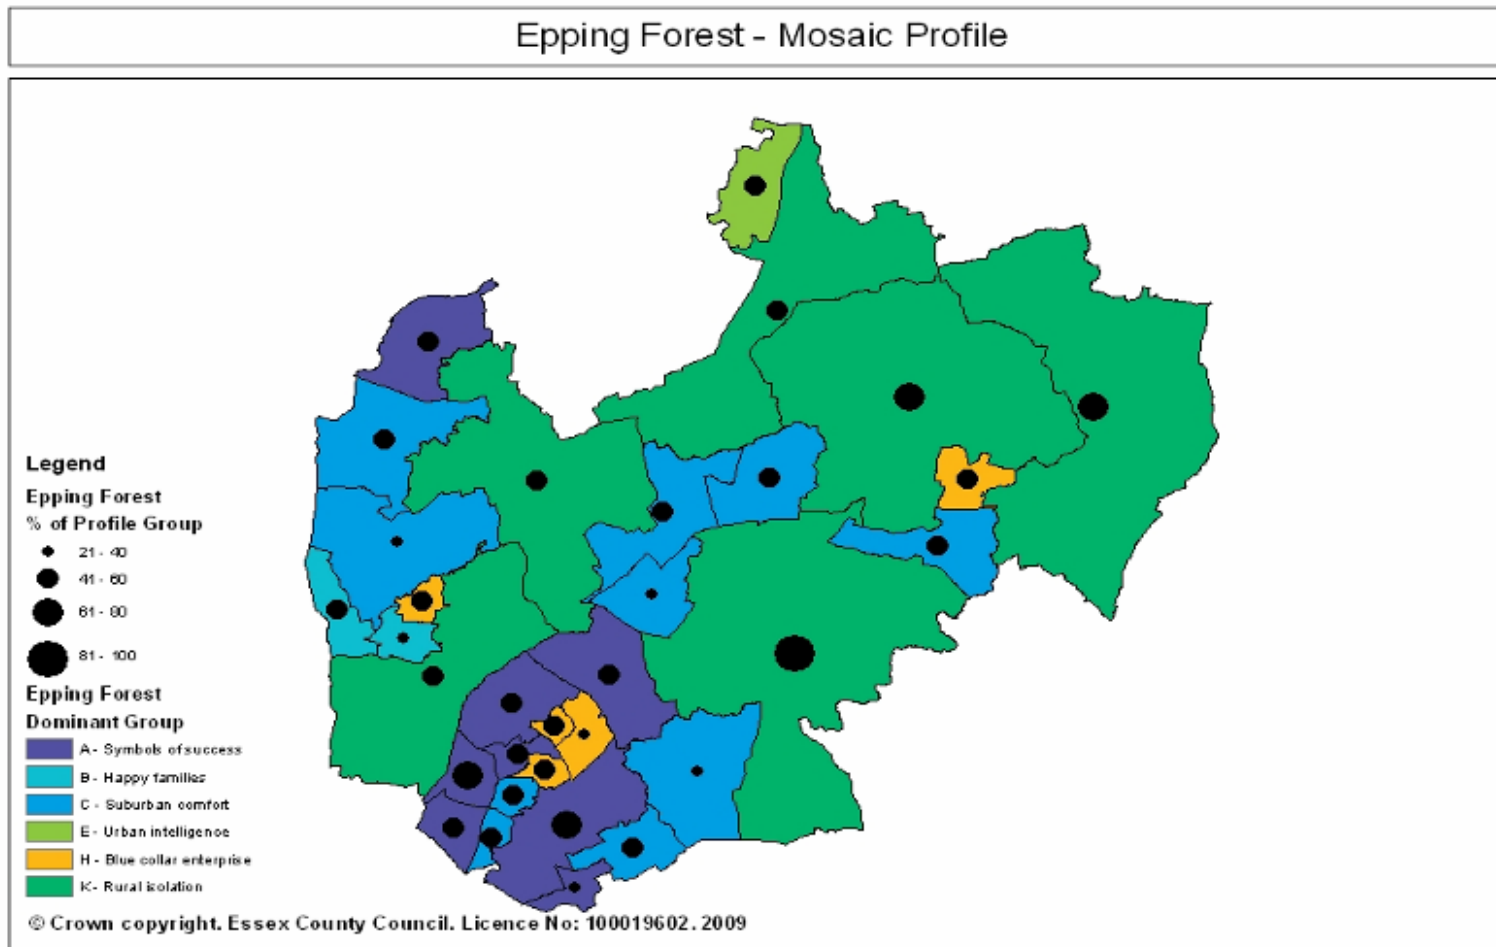 Epping Forest - Mosaic Profile
Legend
Epping Forest
% of Profile Group
21 - 40
41 - 60
61 - 80
81 - 100
Epping Forest
Dominant Group
A - Symbols of success
B - Happy families
C - Suburban comfort
E - Urban intelligence
H - Blue collar enterprise
K - Rural isolation
© Crown copyright. Essex County Council. Licence No: 100019602. 2009